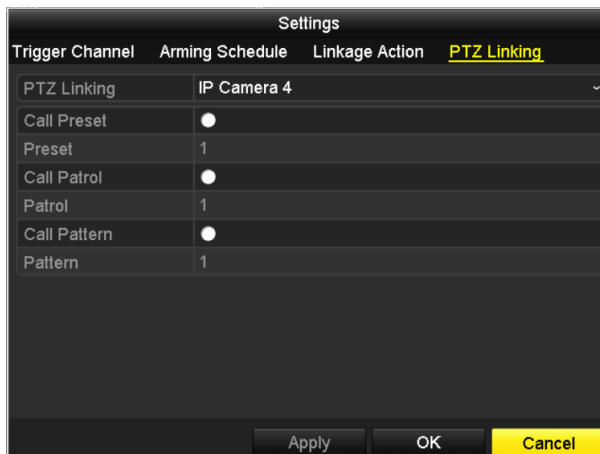 Settings
Trigger Channel Arming Schedule Linkage Action PTZ Linking
PTZ Linking IP Camera 4
Call Preset
Preset 1
Call Patrol
Patrol 1
Call Pattern
Pattern 1
Apply OK Cancel